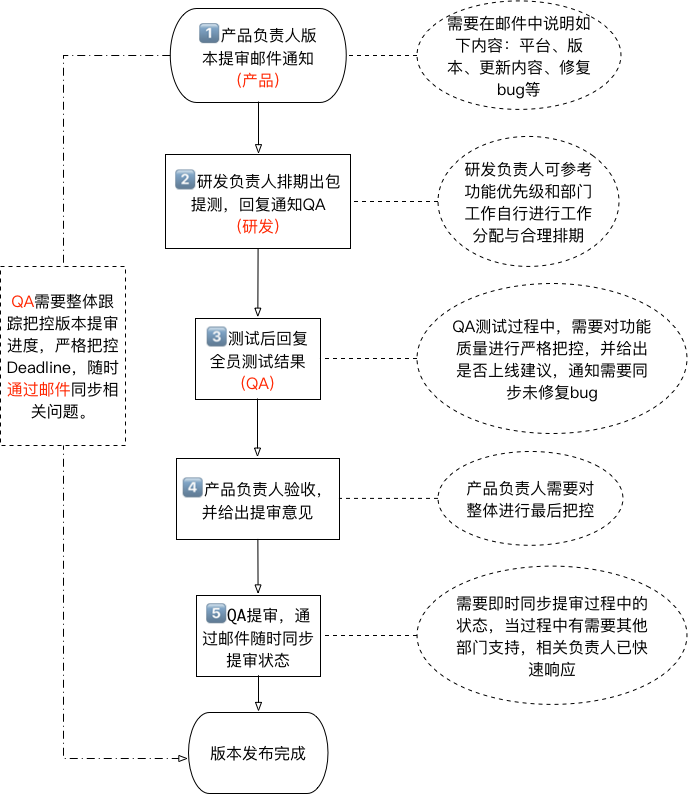 1 产品负责人版
本提审邮件通知
(产品)
需要在邮件中说明如
下内容：平台、版
本、更新内容、修复
bug等
2 研发负责人排期出包
提测，回复通知QA
(研发)
研发负责人可参考
功能优先级和部门
工作自行进行工作
分配与合理排期
QA需要整体跟
踪把控版本提审
进度，严格把控
Deadline，随时
通过邮件同步相
关问题。
3 测试后回复
全员测试结果
(QA)
QA测试过程中，需要对功能
质量进行严格把控，并给出
是否上线建议，通知需要同
步未修复bug
4 产品负责人验收，
并给出提审意见
产品负责人需要对
整体进行最后把控
5 QA提审，通
过邮件随时同步
提审状态
需要即时同步提审过程中的
状态，当过程中有需要其他
部门支持，相关负责人已快
速响应
版本发布完成